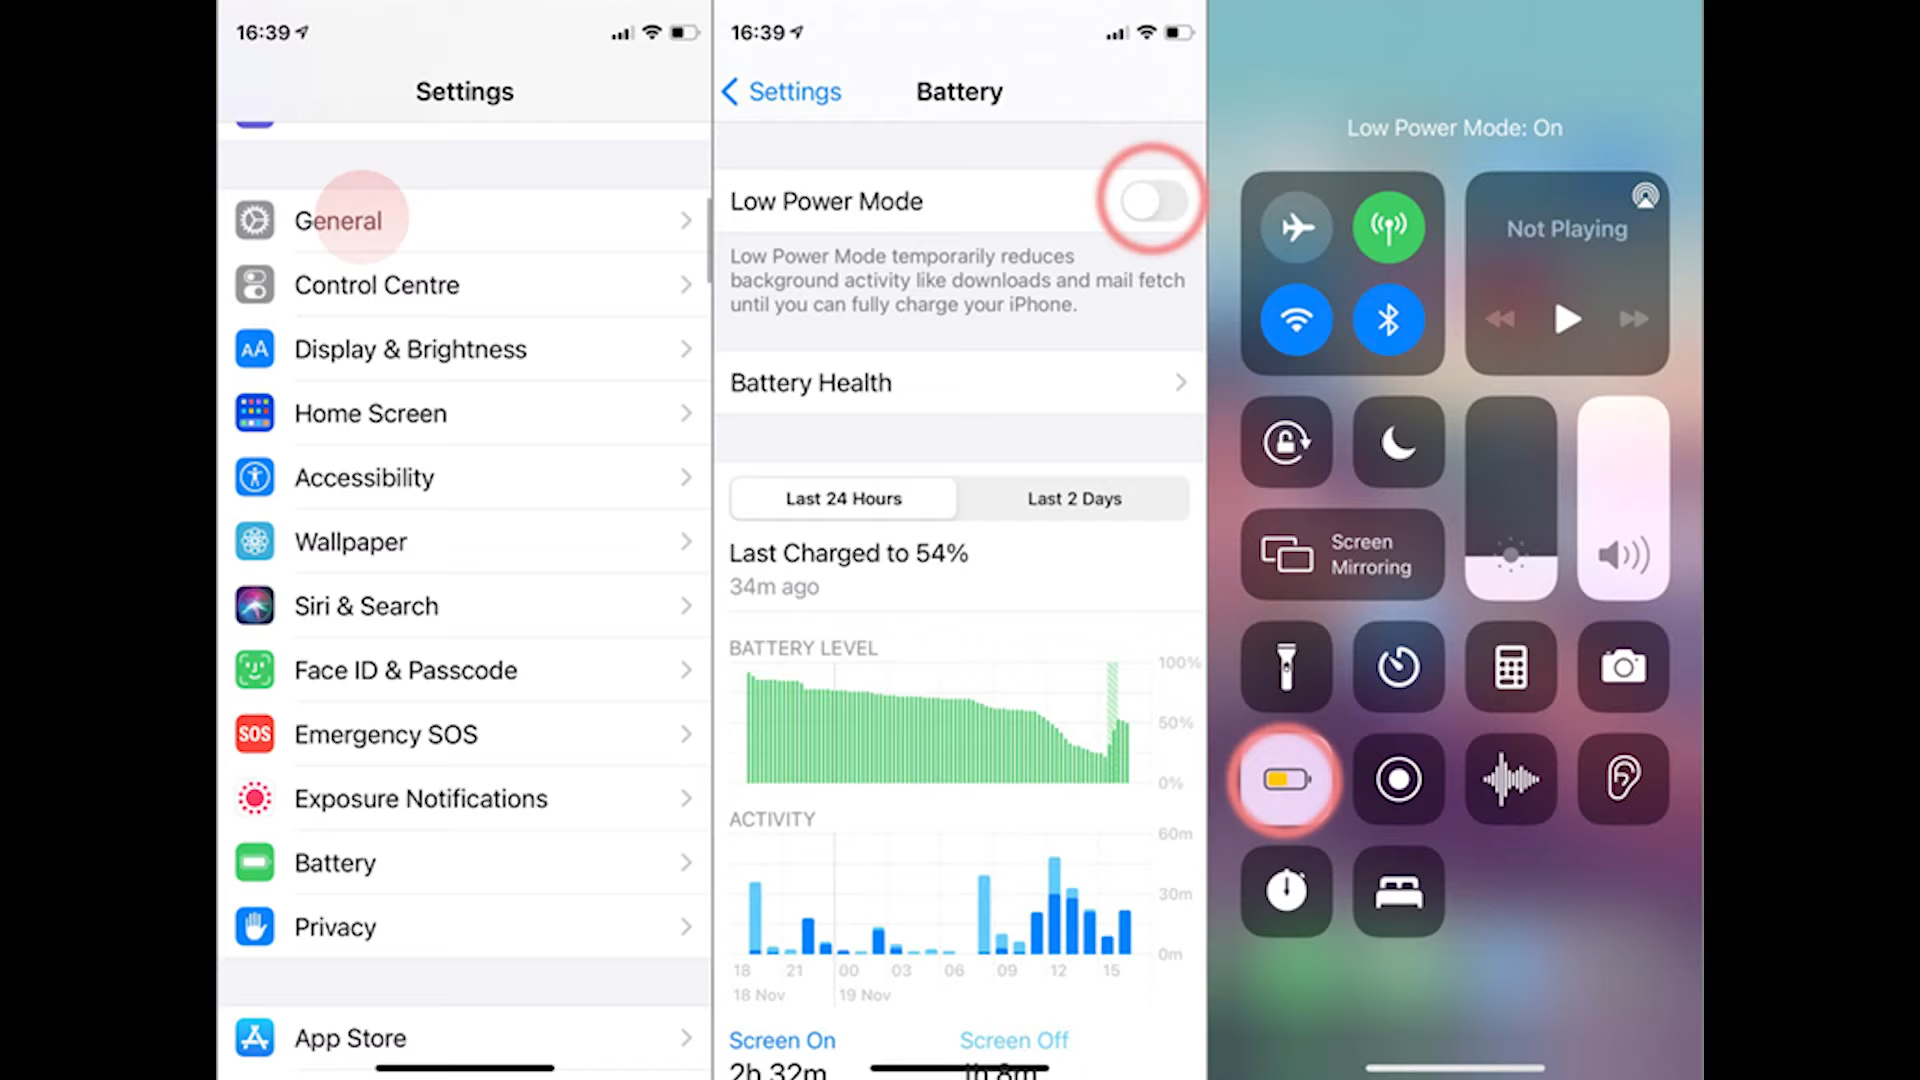 16:39
Settings
General
Control Centre
AA
Display & Brightness
Home Screen
Accessibility
Wallpaper
Siri & Search
Face ID & Passcode
SOS
Emergency SOS
Exposure Notifications
Battery
Privacy
App Store
16:39
Settings
Battery
Low Power Mode
Low Power Mode temporarily reduces
background activity like downloads and mail fetch
until you can fully charge your iPhone.
Battery Health
Last 24 Hours
Last 2 Days
Last Charged to 54%
34m ago
BATTERY LEVEL
100%
50%
0%
ACTIVITY
60m
30m
0m
18 21 00 03 06 09 12 15
18 Nov 19 Nov
Screen On Screen Off
2h 32m 1h 8m
Low Power Mode: On
Not Playing
Screen
Mirroring